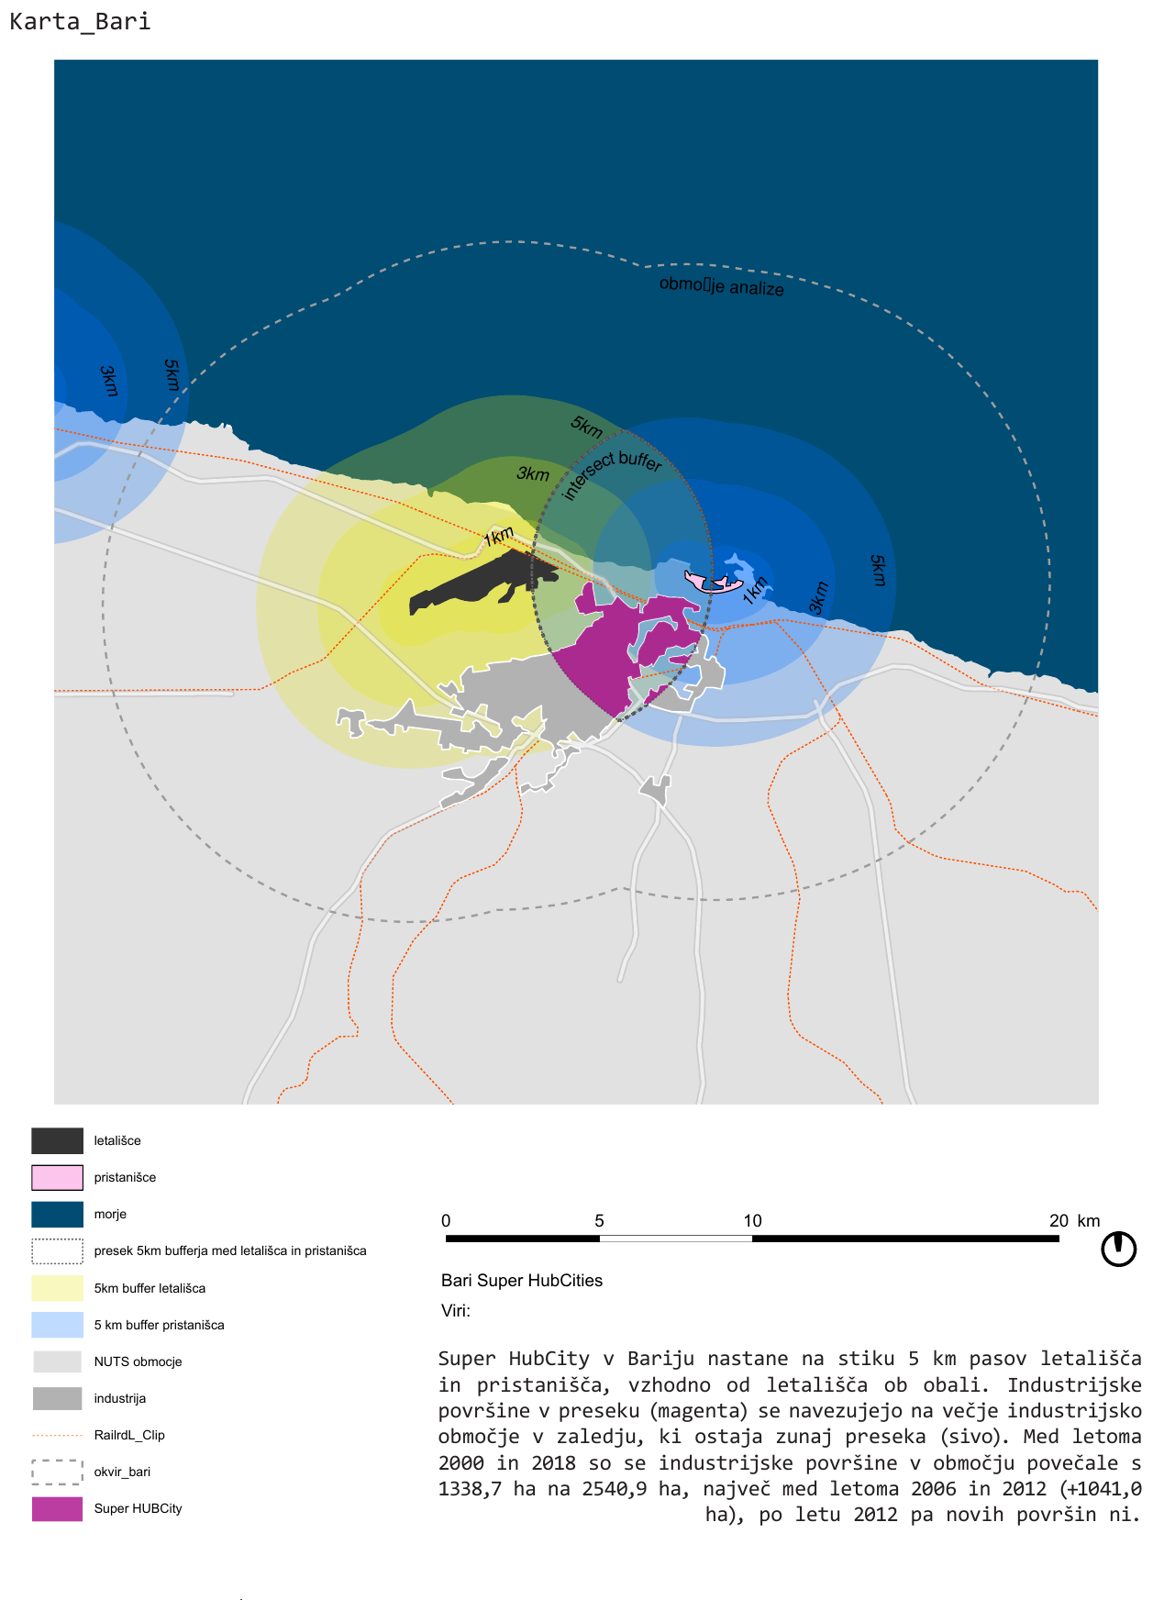 Karta_Bari
obmo▯je analize
3km
5km
5km
intersect buffer
3km
1km
1km
3km
5km
letališce
pristanišce
morje
presek 5km bufferja med letališca in pristanišca
5km buffer letališca
5 km buffer pristanišca
NUTS obmocje
industrija
RailrdL_Clip
okvir_bari
Super HUBCity
0 5 10 20 km
Bari Super HubCities
Viri:
Super HubCity v Bariju nastane na stiku 5 km pasov letališča
in pristanišča, vzhodno od letališča ob obali. Industrijske
površine v preseku (magenta) se navezujejo na večje industrijsko
območje v zaledju, ki ostaja zunaj preseka (sivo). Med letoma
2000 in 2018 so se industrijske površine v območju povečale s
1338,7 ha na 2540,9 ha, največ med letoma 2006 in 2012 (+1041,0
ha), po letu 2012 pa novih površin ni.